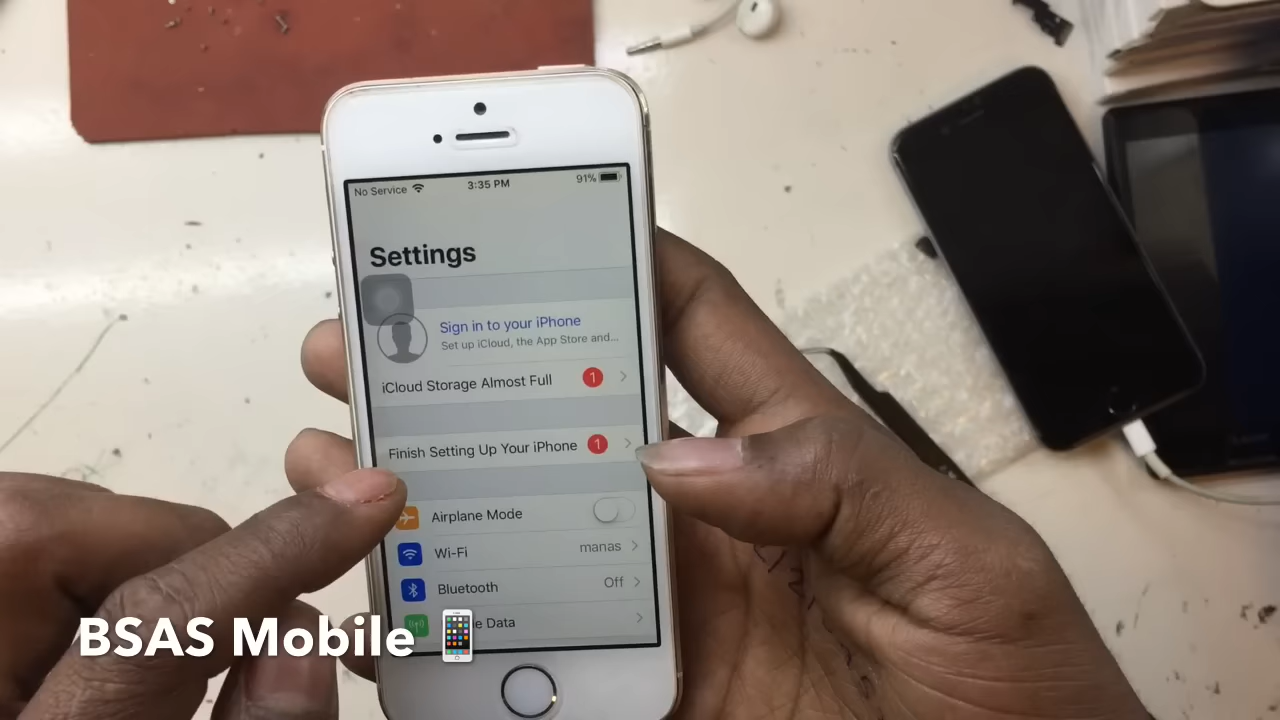 No Service 3:35 PM 91%
Settings
Sign in to your iPhone
Set up iCloud, the App Store and...
iCloud Storage Almost Full 1
Finish Setting Up Your iPhone 1
Airplane Mode
Wi-Fi manas
Bluetooth Off
Data
BSAS Mobile